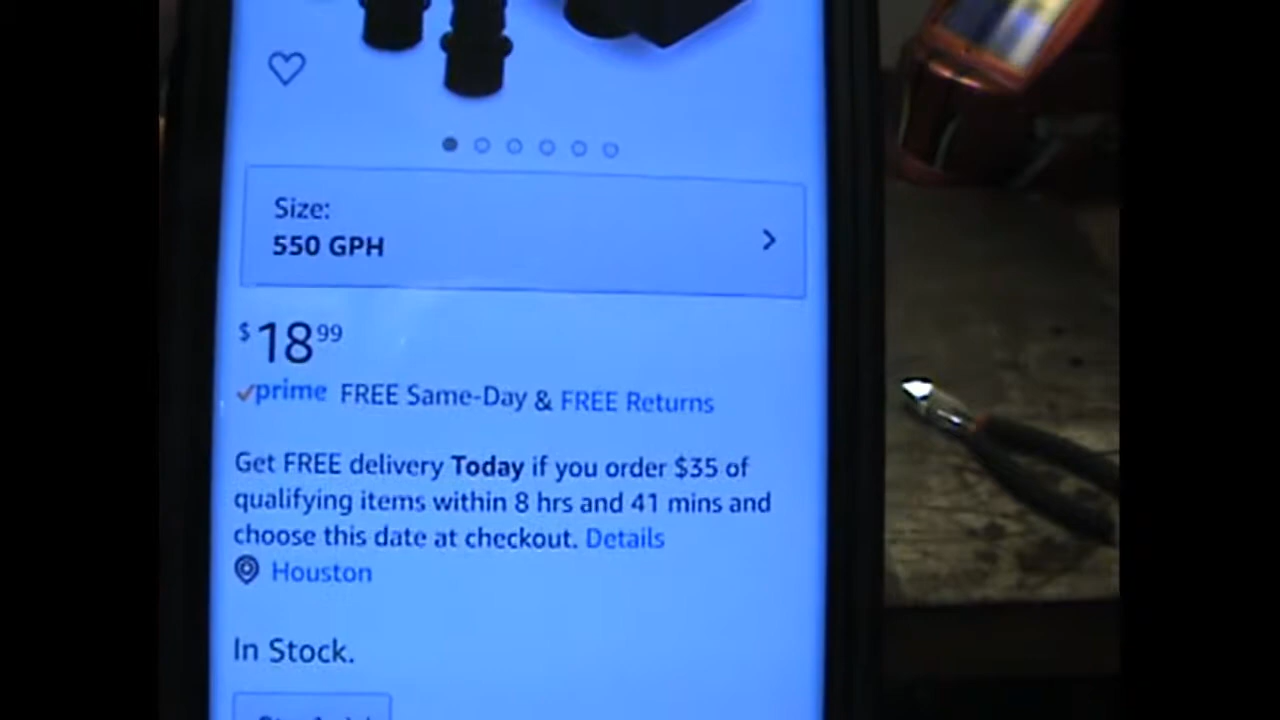 Size:
550 GPH
$18 99
prime FREE Same-Day & FREE Returns
Get FREE delivery Today if you order $35 of
qualifying items within 8 hrs and 41 mins and
choose this date at checkout. Details
Houston
In Stock.